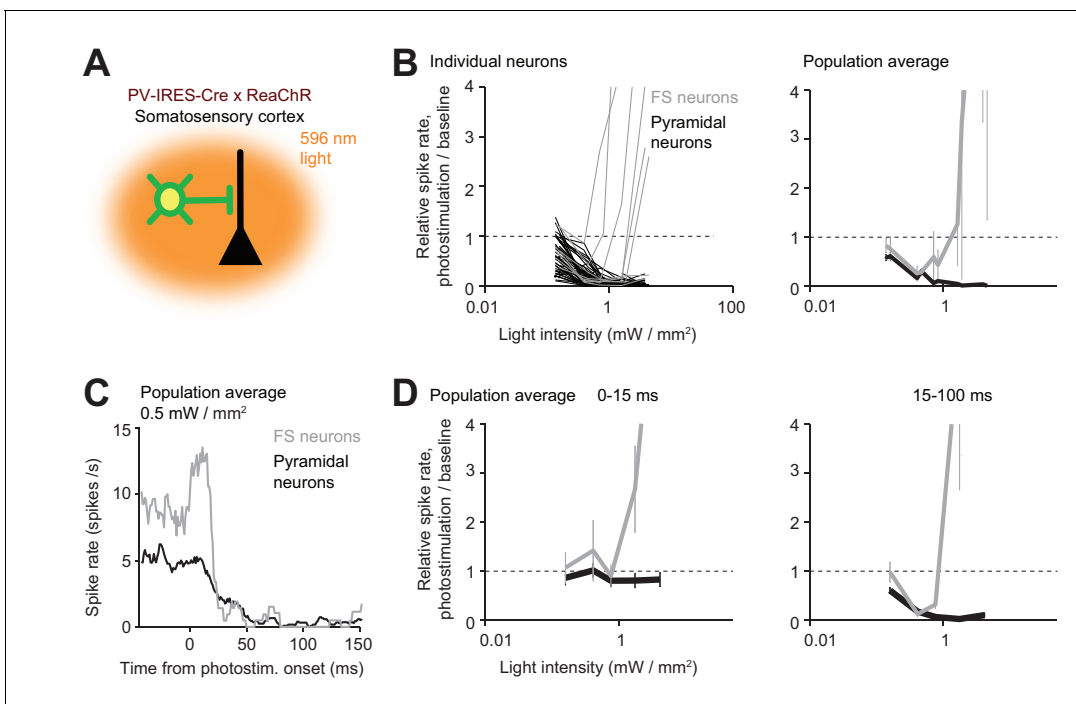 A
PV-IRES-Cre x ReaChR
Somatosensory cortex
596 nm
light
B
Individual neurons
Population average
Relative spike rate,
photostimulation / baseline
4
3
2
1
0
0.01
1
100
Light intensity (mW / mm²)
FS neurons
Pyramidal
neurons
4
3
2
1
0
0.01
1
C
Population average
0.5 mW / mm²
FS neurons
Pyramidal
neurons
Spike rate (spikes /s)
15
10
5
0
0
50
100
150
Time from photostim. onset (ms)
D
Population average
0-15 ms
15-100 ms
Relative spike rate,
photostimulation / baseline
4
3
2
1
0
0.01
1
Light intensity (mW / mm²)
4
3
2
1
0
0.01
1